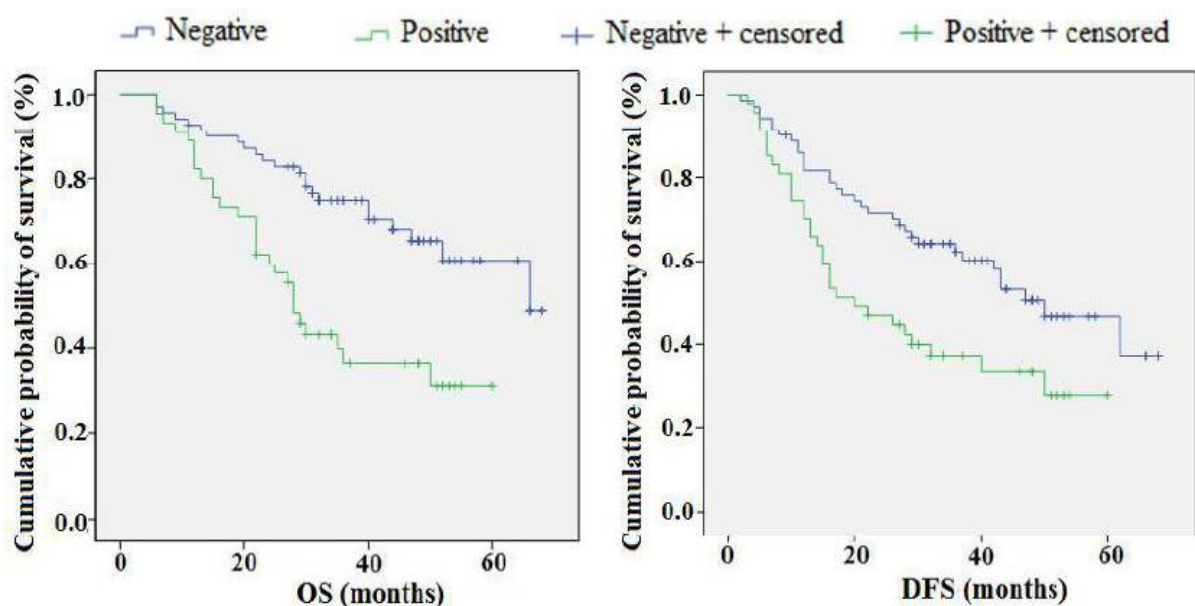 Negative Positive Negative + censored Positive + censored
Cumulative probability of survival (%)
1.0
0.8
0.6
0.4
0.2
0.0
0 20 40 60
OS (months)
Cumulative probability of survival (%)
1.0
0.8
0.6
0.4
0.2
0.0
0 20 40 60
DFS (months)